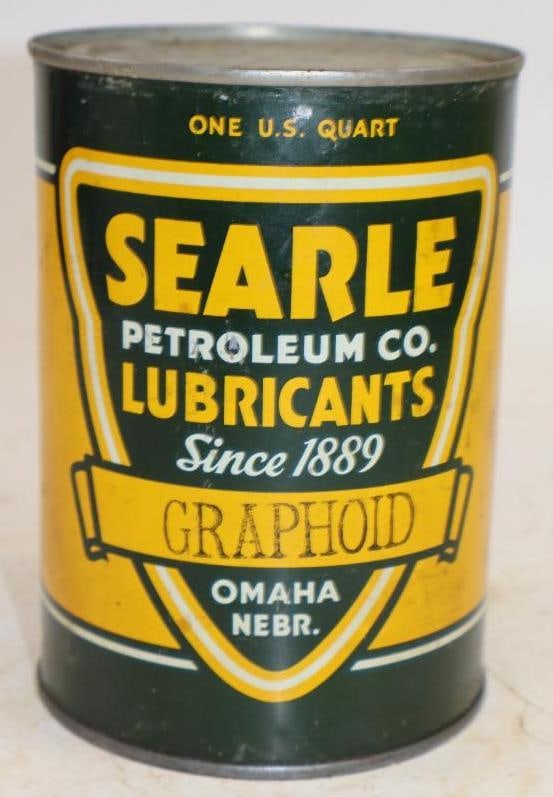 ONE U.S. QUART
SEARLE
PETROLEUM CO.
LUBRICANTS
Since 1889
GRAPHOID
OMAHA
NEBR.